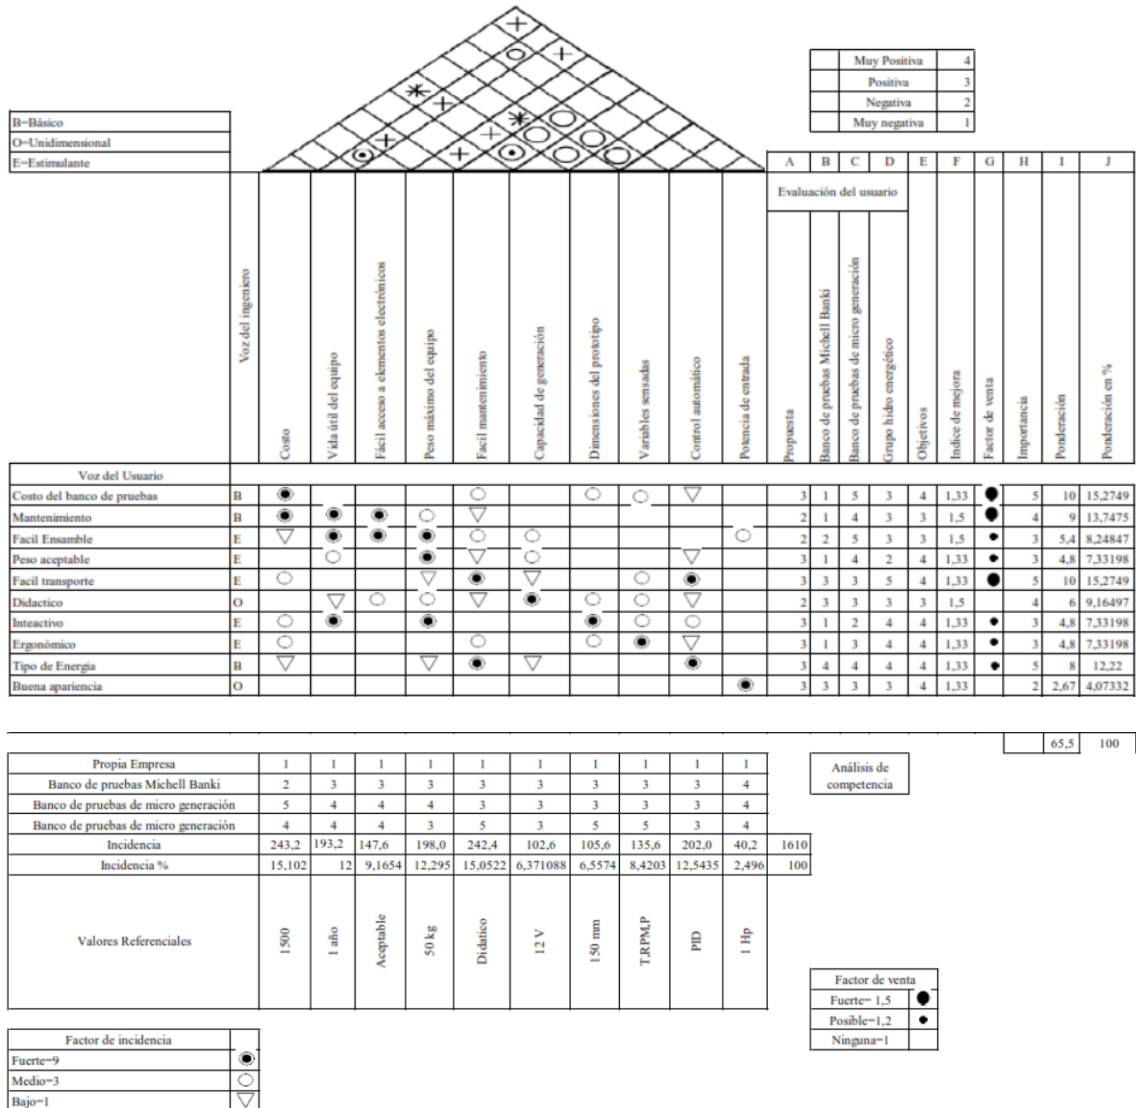 Muy Positiva 4
Positiva 3
Negativa 2
Muy negativa 1
B=Básico
O=Unidimensional
E=Estimulante
A B C D E F G H I J
Evaluación del usuario
Voz del ingeniero
Costo
Vida útil del equipo
Fácil acceso a elementos electrónicos
Peso máximo del equipo
Facil mantenimiento
Capacidad de generación
Dimensiones del prototipo
Variables sensadas
Control automático
Potencia de entrada
Propuesta
Banco de pruebas Michell Banki
Banco de pruebas de micro generación
Grupo hidro energético
Objetivos
Indice de mejora
Factor de venta
Importancia
Ponderación
Ponderación en %
Voz del Usuario
Costo del banco de pruebas B 3 1 5 3 4 1,33 5 10 15,2749
Mantenimiento B 2 1 4 3 3 1,5 4 9 13,7475
Facil Ensamble E 2 2 5 3 3 1,5 3 5,4 8,24847
Peso aceptable E 3 1 4 2 4 1,33 3 4,8 7,33198
Facil transporte E 3 3 3 5 4 1,33 5 10 15,2749
Didactico O 2 3 3 3 3 1,5 4 6 9,16497
Inteactivo E 3 1 2 4 4 1,33 3 4,8 7,33198
Ergonómico E 3 1 3 4 4 1,33 3 4,8 7,33198
Tipo de Energia B 3 4 4 4 4 1,33 5 8 12,22
Buena apariencia O 3 3 3 3 4 1,33 2 2,67 4,07332
65,5 100
Propia Empresa 1 1 1 1 1 1 1 1 1 1
Banco de pruebas Michell Banki 2 3 3 3 3 3 3 3 3 4
Banco de pruebas de micro generación 5 4 4 4 3 3 3 3 3 4
Banco de pruebas de micro generación 4 4 4 3 5 3 5 5 3 4
Incidencia 243,2 193,2 147,6 198,0 242,4 102,6 105,6 135,6 202,0 40,2 1610
Incidencia % 15,102 12 9,1654 12,295 15,0522 6,371088 6,5574 8,4203 12,5435 2,496 100
Análisis de
competencia
Valores Referenciales 1500 1 año Aceptable 50 kg Didatico 12 V 150 mm T,RPM,P PID 1 Hp
Factor de venta
Fuerte= 1,5
Posible=1,2
Ninguna=1
Factor de incidencia
Fuerte=9
Medio=3
Bajo=1